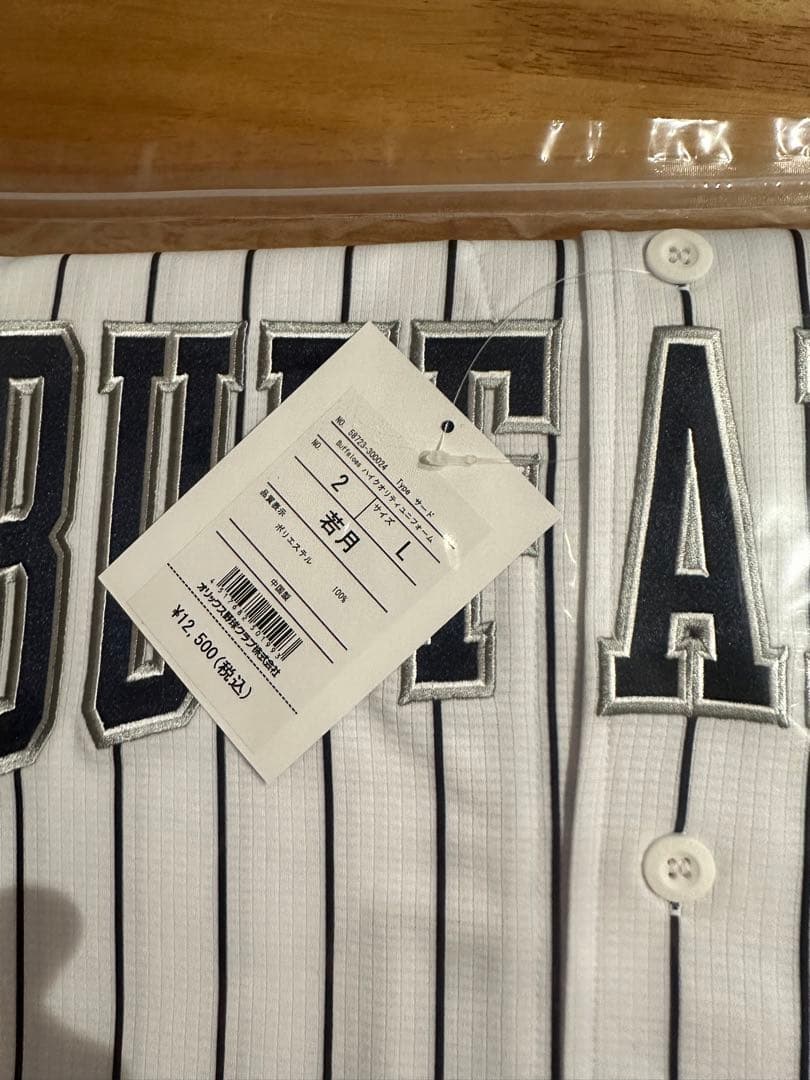 BUFFA
NO. 58723-30024 Type サード
Buffaloes ハイクオリティユニフォーム
NO. 2 サイズ L
若月
品質表示
ポリエステル 100%
中国製
オリックス野球クラブ株式会社
¥12,500(税込)